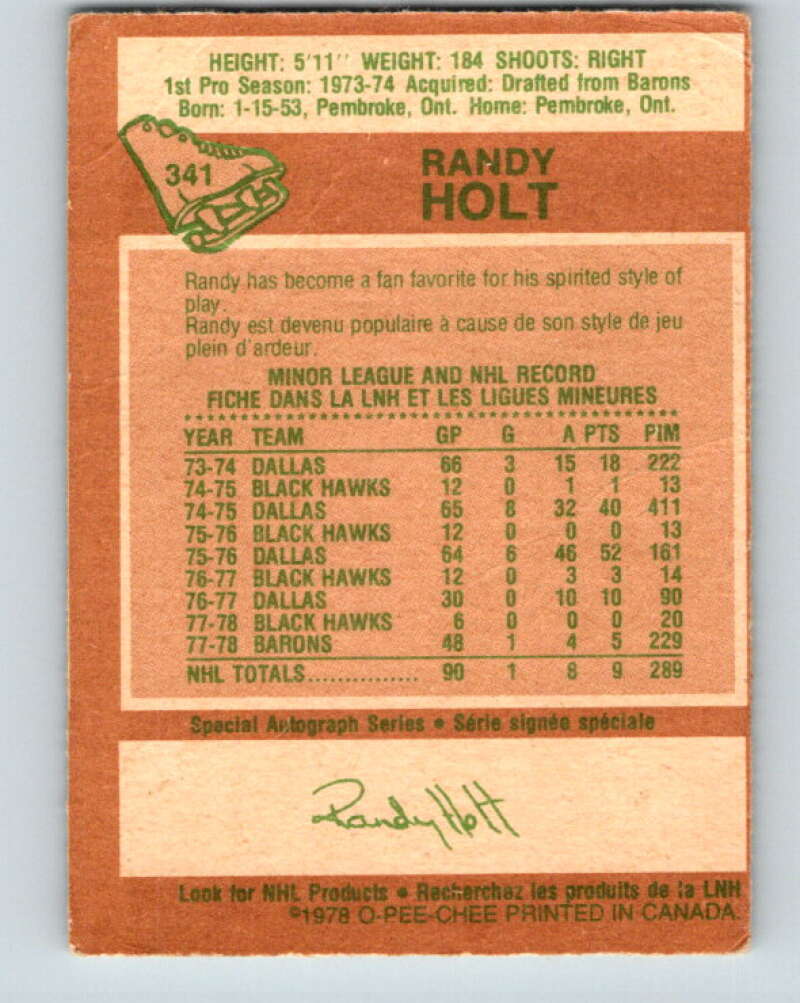 HEIGHT: 5'11'' WEIGHT: 184 SHOOTS: RIGHT
1st Pro Season: 1973-74 Acquired: Drafted from Barons
Born: 1-15-53, Pembroke, Ont. Home: Pembroke, Ont.
341
RANDY
HOLT
Randy has become a fan favorite for his spirited style of
play.
Randy est devenu populaire à cause de son style de jeu
plein d'ardeur.
MINOR LEAGUE AND NHL RECORD
FICHE DANS LA LNH ET LES LIGUES MINEURES
YEAR TEAM GP G A PTS PIM
73-74 DALLAS 66 3 15 18 222
74-75 BLACK HAWKS 12 0 1 1 13
74-75 DALLAS 65 8 32 40 411
75-76 BLACK HAWKS 12 0 0 0 13
75-76 DALLAS 64 6 46 52 161
76-77 BLACK HAWKS 12 0 3 3 14
76-77 DALLAS 30 0 10 10 90
77-78 BLACK HAWKS 6 0 0 0 20
77-78 BARONS 48 1 4 5 229
NHL TOTALS............... 90 1 8 9 289
Special Autograph Series • Série signée spéciale
Randy Holt
Look for NHL Products • Recherchez les produits de la LNH
©1978 O-PEE-CHEE PRINTED IN CANADA.